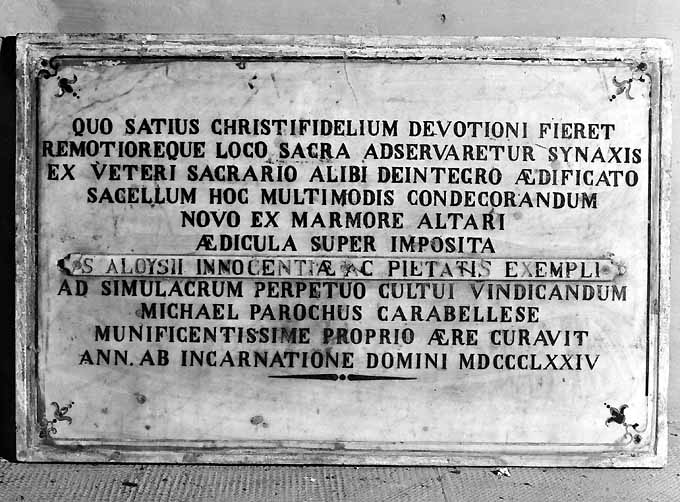 QUO SATIUS CHRISTIFIDELIUM DEVOTIONI FIERET
REMOTIOREQUE LOCO SACRA ADSERVARETUR SYNAXIS
EX VETERI SACRARIO ALIBI DEINTEGRO ÆDIFICATO
SACELLUM HOC MULTIMODIS CONDECORANDUM
NOVO EX MARMORE ALTARI
ÆDICULA SUPER IMPOSITA
S ALOYSII INNOCENTIÆ AC PIETATIS EXEMPLI
AD SIMULACRUM PERPETUO CULTUI VINDICANDUM
MICHAEL PAROCHUS CARABELLESE
MUNIFICENTISSIME PROPRIO ÆRE CURAVIT
ANN. AB INCARNATIONE DOMINI MDCCCLXXIV